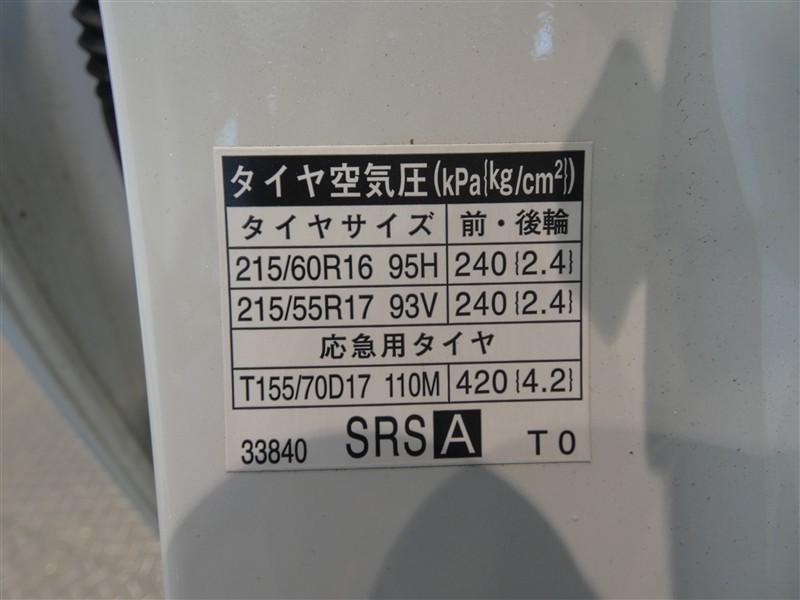 タイヤ空気圧(kPa{kg/cm²})
タイヤサイズ 前・後輪
215/60R16 95H 240{2.4}
215/55R17 93V 240{2.4}
応急用タイヤ
T155/70D17 110M 420{4.2}
33840 SRS A T0